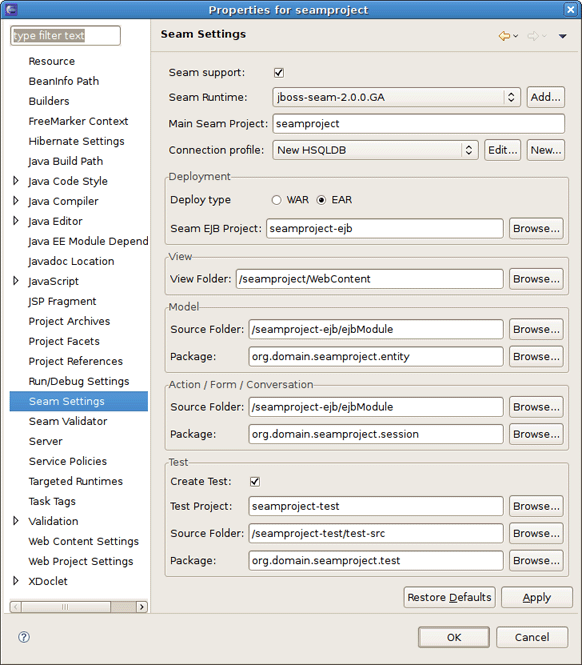 Properties for seamproject
type filter text
Resource
BeanInfo Path
Builders
FreeMarker Context
Hibernate Settings
Java Build Path
Java Code Style
Java Compiler
Java Editor
Java EE Module Depend
Javadoc Location
JavaScript
JSP Fragment
Project Archives
Project Facets
Project References
Run/Debug Settings
Seam Settings
Seam Validator
Server
Service Policies
Targeted Runtimes
Task Tags
Validation
Web Content Settings
Web Project Settings
XDoclet
Seam Settings
Seam support:
Seam Runtime: jboss-seam-2.0.0.GA Add...
Main Seam Project: seamproject
Connection profile: New HSQLDB Edit... New...
Deployment
Deploy type WAR EAR
Seam EJB Project: seamproject-ejb Browse...
View
View Folder: /seamproject/WebContent Browse...
Model
Source Folder: /seamproject-ejb/ejbModule Browse...
Package: org.domain.seamproject.entity Browse...
Action / Form / Conversation
Source Folder: /seamproject-ejb/ejbModule Browse...
Package: org.domain.seamproject.session Browse...
Test
Create Test:
Test Project: seamproject-test Browse...
Source Folder: /seamproject-test/test-src Browse...
Package: org.domain.seamproject.test Browse...
Restore Defaults Apply
? OK Cancel